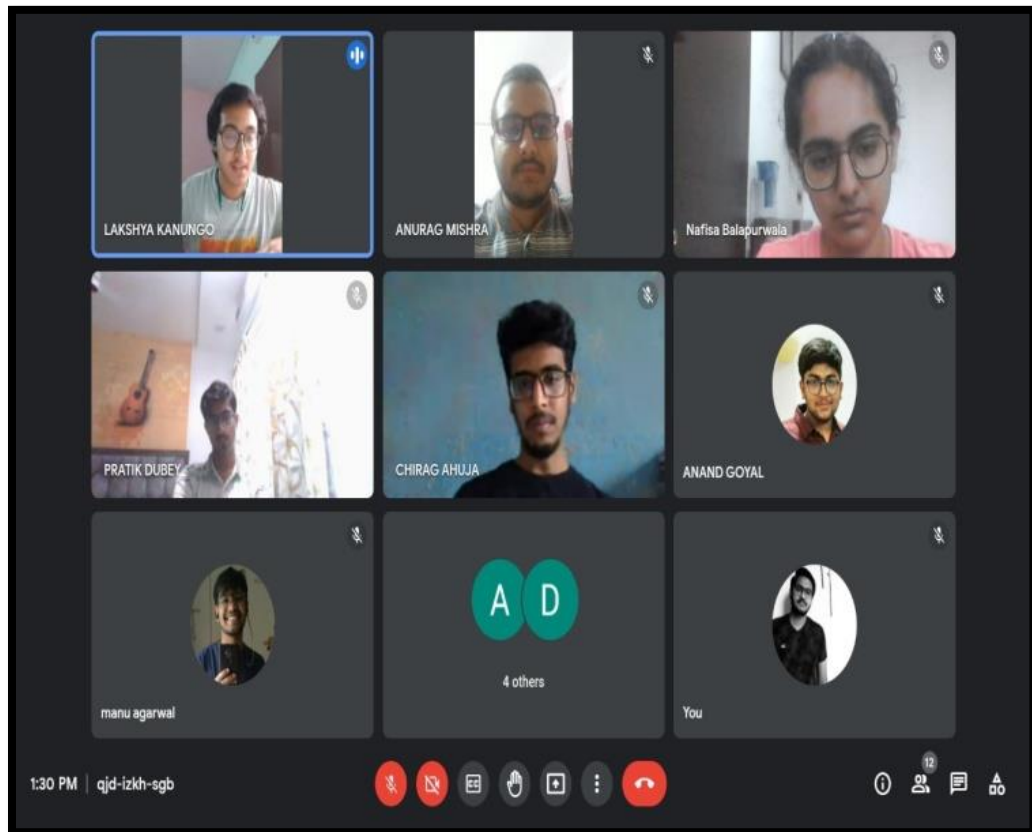 LAKSHYA KANUNGO
ANURAG MISHRA
Nafisa Balapurwala
PRATIK DUBEY
CHIRAG AHUJA
ANAND GOYAL
manu agarwal
A D
4 others
You
1:30 PM | qjd-izkh-sgb
CC
12